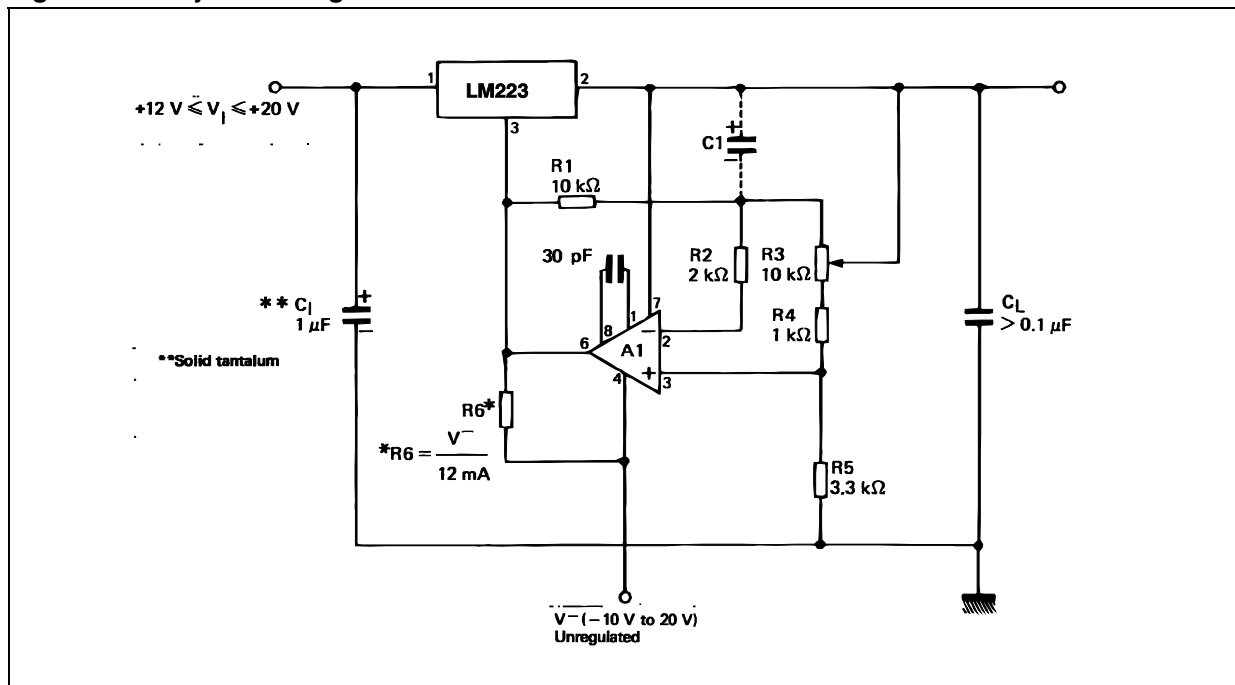 1
LM223
2
+12 V ⩽ V_I ⩽ +20 V
3
+
C1
−
R1
10 kΩ
30 pF
R2
2 kΩ
R3
10 kΩ
** C_I
1 μF
+
−
8
1
7
6
A1
−
2
+
3
4
R4
1 kΩ
C_L
> 0.1 μF
**Solid tantalum
R6*
*R6 = V⁻
12 mA
R5
3.3 kΩ
V⁻ (−10 V to 20 V)
Unregulated